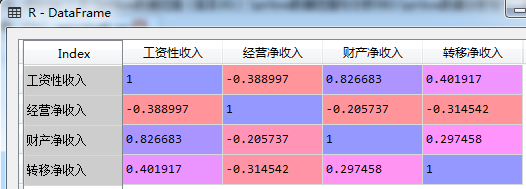 R - DataFrame
Index 工资性收入 经营净收入 财产净收入 转移净收入
工资性收入 1 -0.388997 0.826683 0.401917
经营净收入 -0.388997 1 -0.205737 -0.314542
财产净收入 0.826683 -0.205737 1 0.297458
转移净收入 0.401917 -0.314542 0.297458 1